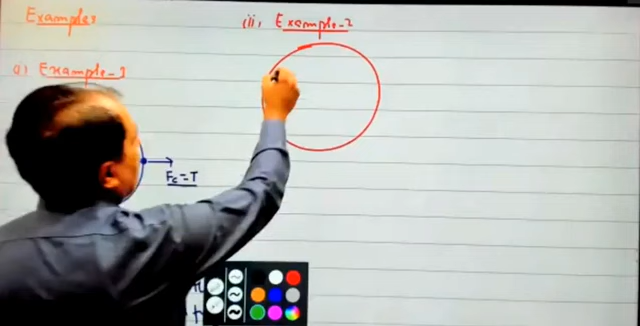 Examples
(i) Example-1
Fc = T
(ii) Example-2